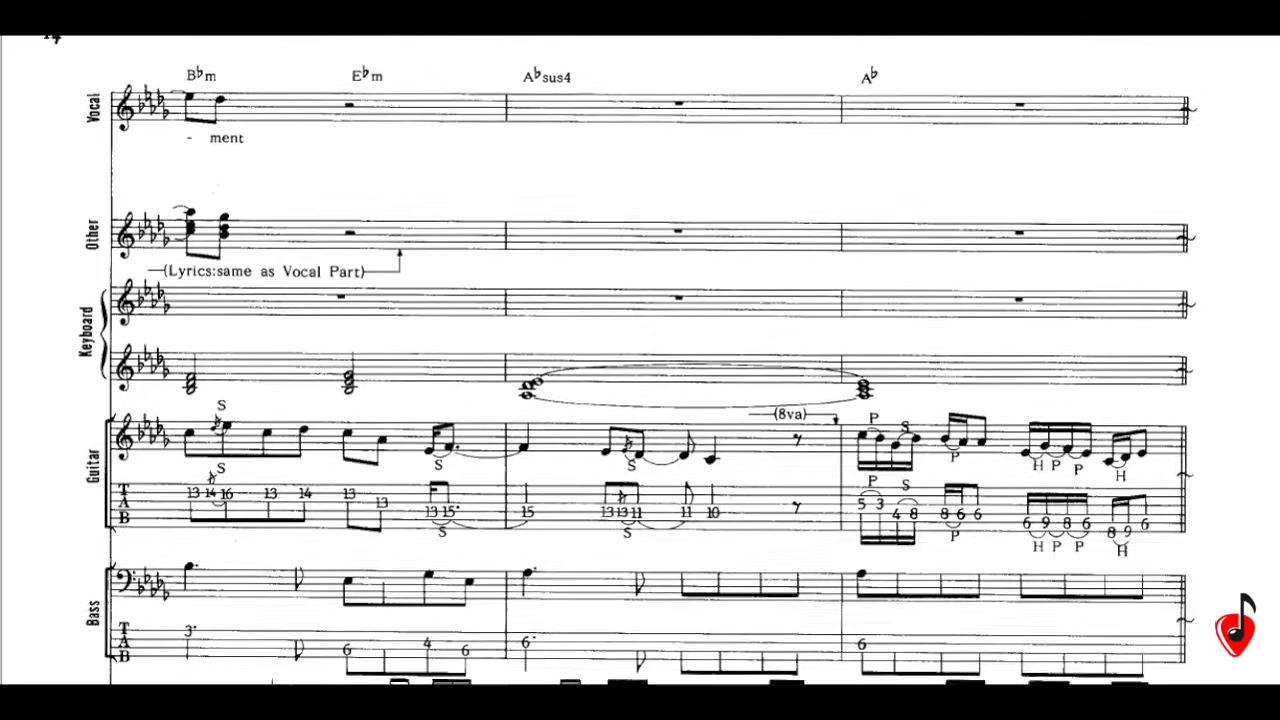 B♭m E♭m A♭sus4 A♭
Vocal
- ment
Other
(Lyrics:same as Vocal Part)
Keyboard
S
(8va)
P S P H P P H
Guitar
S S
S
P S
13 14 16 13 14 13 13 13 15 15 13 13 11 11 10 5 3 4 8 8 6 6 6 9 8 6 8 9 6
T
A
B
S S P H P P H
Bass
T
A
B
3 6 4 6 6 6